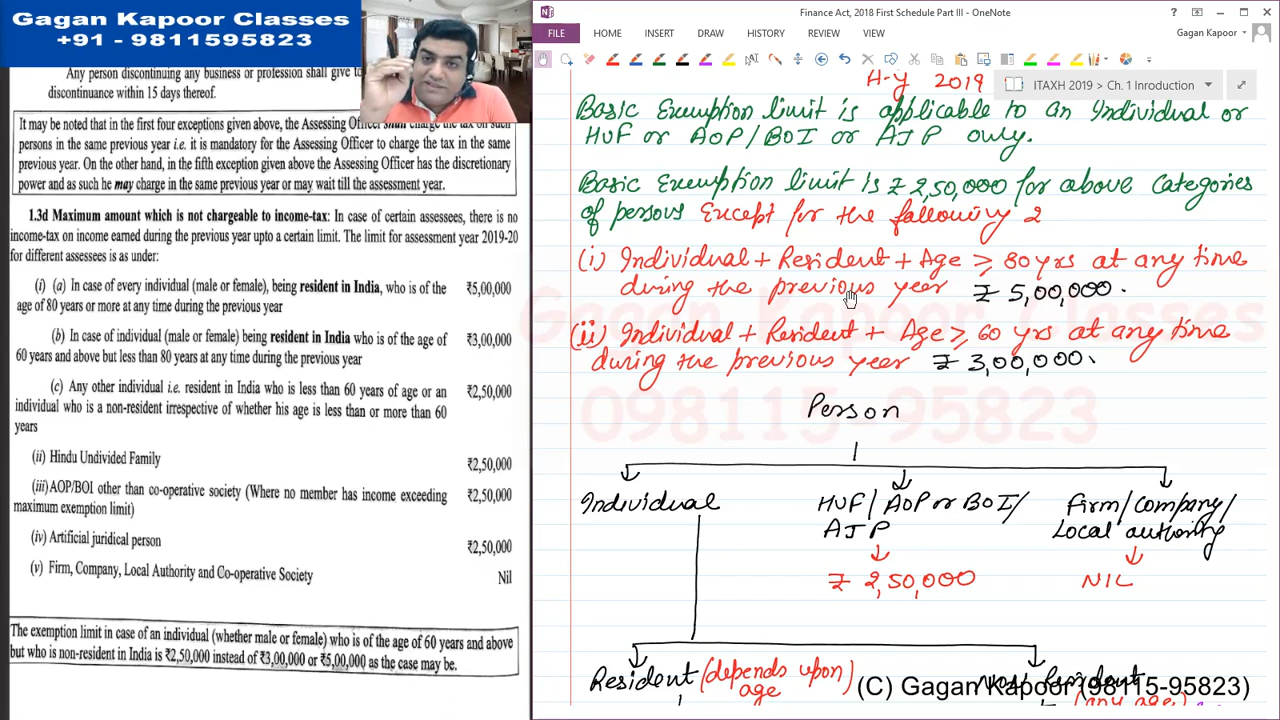 Gagan Kapoor Classes
+91 - 9811595823
Any person discontinuing any business or profession shall give to
discontinuance within 15 days thereof.
It may be noted that in the first four exceptions given above, the Assessing Officer shall charge the tax on such
persons in the same previous year i.e. it is mandatory for the Assessing Officer to charge the tax in the same
previous year. On the other hand, in the fifth exception given above the Assessing Officer has the discretionary
power and as such he may charge in the same previous year or may wait till the assessment year.
1.3d Maximum amount which is not chargeable to income-tax: In case of certain assessees, there is no
income-tax on income earned during the previous year upto a certain limit. The limit for assessment year 2019-20
for different assessees is as under:
(i) (a) In case of every individual (male or female), being resident in India, who is of the ₹5,00,000
age of 80 years or more at any time during the previous year
(b) In case of individual (male or female) being resident in India who is of the age of ₹3,00,000
60 years and above but less than 80 years at any time during the previous year
(c) Any other individual i.e. resident in India who is less than 60 years of age or an ₹2,50,000
individual who is a non-resident irrespective of whether his age is less than or more than 60
years
(ii) Hindu Undivided Family ₹2,50,000
(iii) AOP/BOI other than co-operative society (Where no member has income exceeding ₹2,50,000
maximum exemption limit)
(iv) Artificial juridical person ₹2,50,000
(v) Firm, Company, Local Authority and Co-operative Society Nil
The exemption limit in case of an individual (whether male or female) who is of the age of 60 years and above
but who is non-resident in India is ₹2,50,000 instead of ₹3,00,000 or ₹5,00,000 as the case may be.
Finance Act, 2018 First Schedule Part III - OneNote
FILE HOME INSERT DRAW HISTORY REVIEW VIEW Gagan Kapoor
ITAXH 2019 > Ch. 1 Inroduction
A-y 2019
Basic Exemption limit is applicable to an Individual or
HUF or AOP/BOI or AJP only.
Basic Exemption limit is ₹ 2,50,000 for above categories
of persons Except for the following 2
(i) Individual + Resident + Age ≥ 80 yrs at any time
during the previous year ₹ 5,00,000.
(ii) Individual + Resident + Age ≥ 60 yrs at any time
during the previous year ₹ 3,00,000.
Gagan Kapoor Classes
098115-95823
Person
Individual HUF/ AOP or BOI/ Firm/Company/
AJP Local authority
₹ 2,50,000 NIL
Resident (depends upon Non Resident
age) (any age)
(C) Gagan Kapoor (98115-95823)